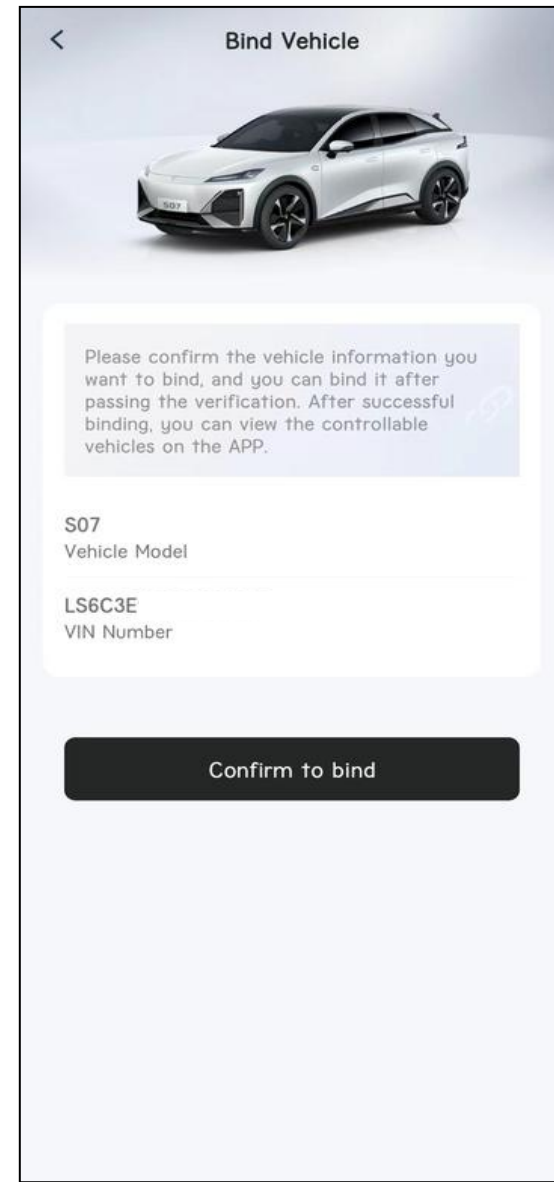 Bind Vehicle
S07
Please confirm the vehicle information you
want to bind, and you can bind it after
passing the verification. After successful
binding, you can view the controllable
vehicles on the APP.
S07
Vehicle Model
LS6C3E
VIN Number
Confirm to bind